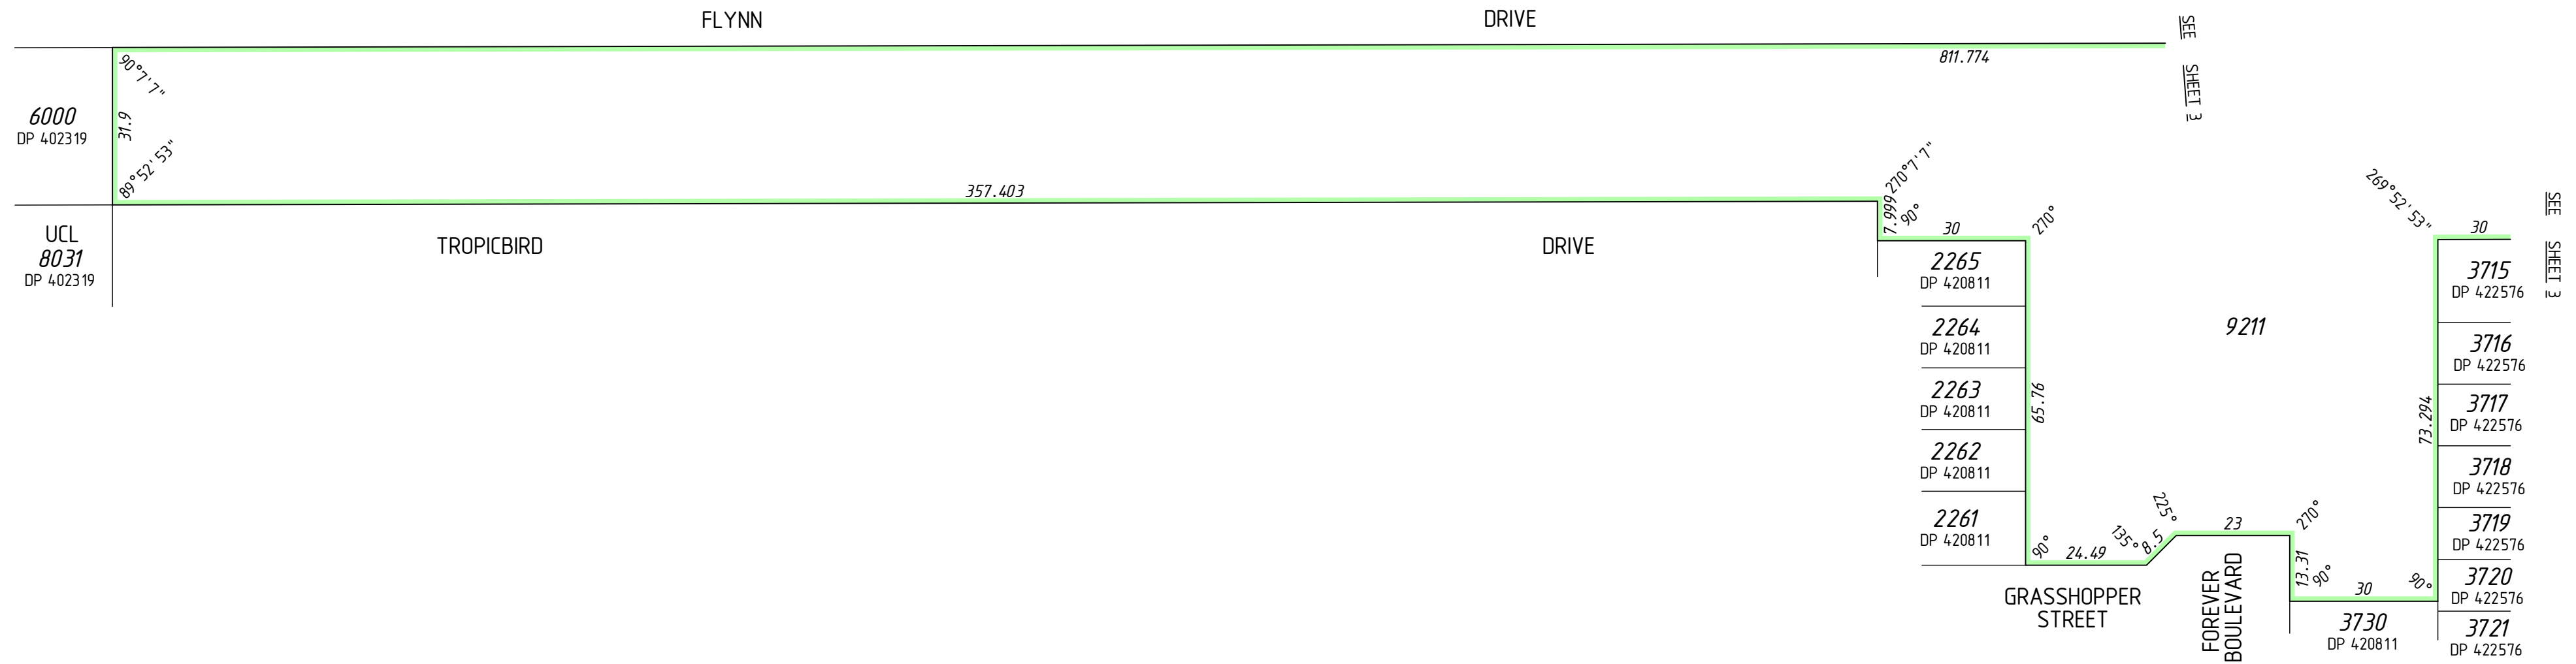 FLYNN DRIVE
SEE SHEET 3
811.774
90°7'7"
6000
DP 402319
31.9
89°52'53"
357.403
270°7'7"
7.999
90°
30
270°
269°52'53"
30
SEE SHEET 3
UCL
8031
DP 402319
TROPICBIRD DRIVE
2265
DP 420811
2264
DP 420811
2263
DP 420811
2262
DP 420811
2261
DP 420811
65.76
9211
73.294
3715
DP 422576
3716
DP 422576
3717
DP 422576
3718
DP 422576
3719
DP 422576
3720
DP 422576
3721
DP 422576
90°
24.49
135°
8.5
225°
23
270°
13.31
90°
30
90°
GRASSHOPPER
STREET
FOREVER
BOULEVARD
3730
DP 420811